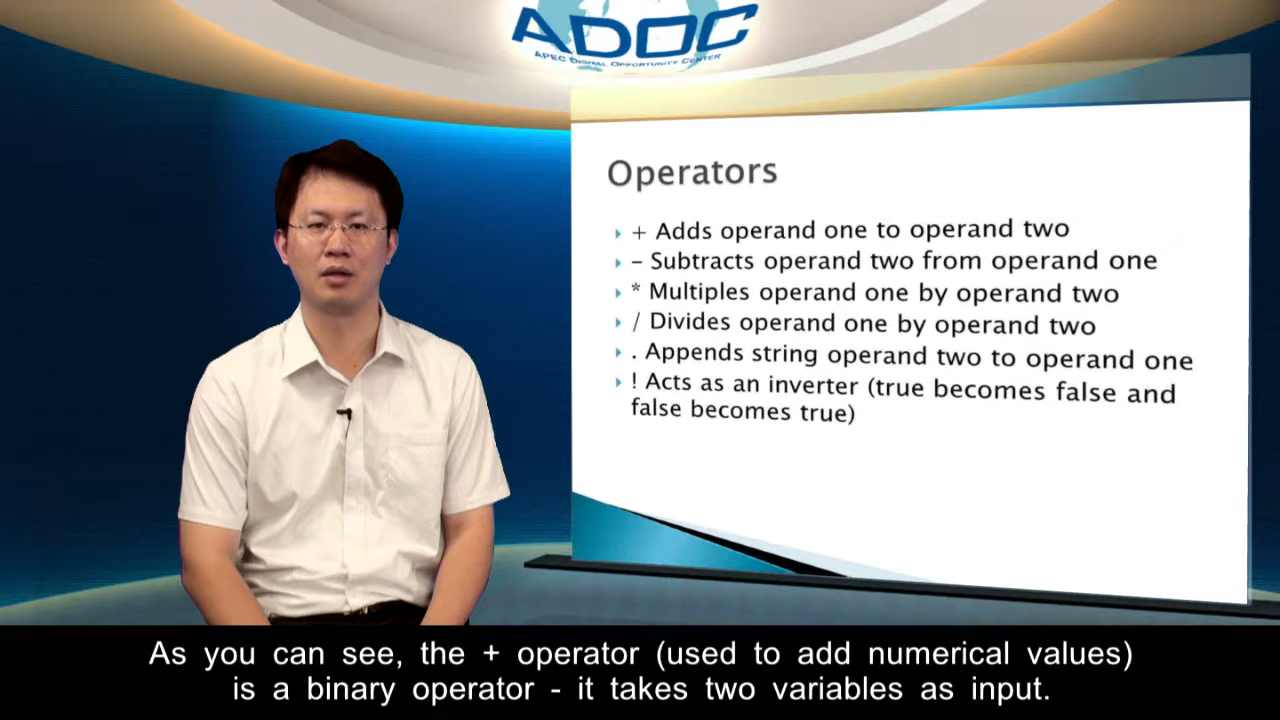 ADOC
APEC DIGITAL OPPORTUNITY CENTER
Operators
+ Adds operand one to operand two
– Subtracts operand two from operand one
* Multiples operand one by operand two
/ Divides operand one by operand two
. Appends string operand two to operand one
! Acts as an inverter (true becomes false and
false becomes true)
As you can see, the + operator (used to add numerical values)
is a binary operator - it takes two variables as input.